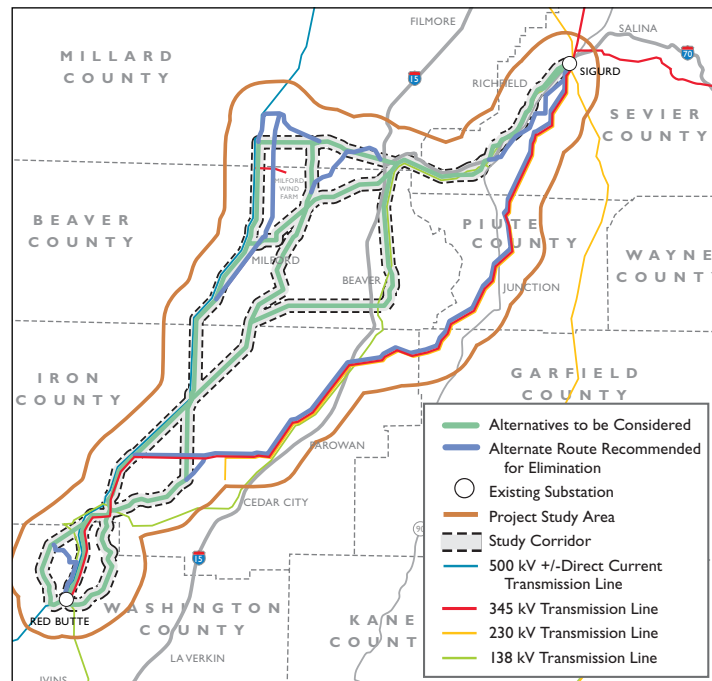 FILMORE
SALINA
MILLARD
COUNTY
15
70
RICHFIELD
SIGURD
SEVIER
COUNTY
MILFORD
WIND
FARM
BEAVER
COUNTY
PIUTE
COUNTY
WAYNE
COUNTY
MILFORD
BEAVER
JUNCTION
IRON
COUNTY
GARFIELD
COUNTY
PAROWAN
CEDAR CITY
15
RED BUTTE
WASHINGTON
COUNTY
KANE
COUNTY
LA VERKIN
IVINS
Alternatives to be Considered
Alternate Route Recommended
for Elimination
Existing Substation
Project Study Area
Study Corridor
500 kV +/-Direct Current
Transmission Line
345 kV Transmission Line
230 kV Transmission Line
138 kV Transmission Line